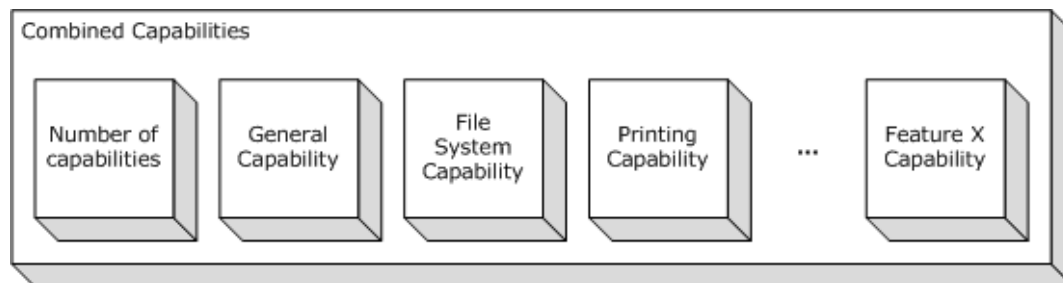 Combined Capabilities
Number of
capabilities
General
Capability
File
System
Capability
Printing
Capability
...
Feature X
Capability